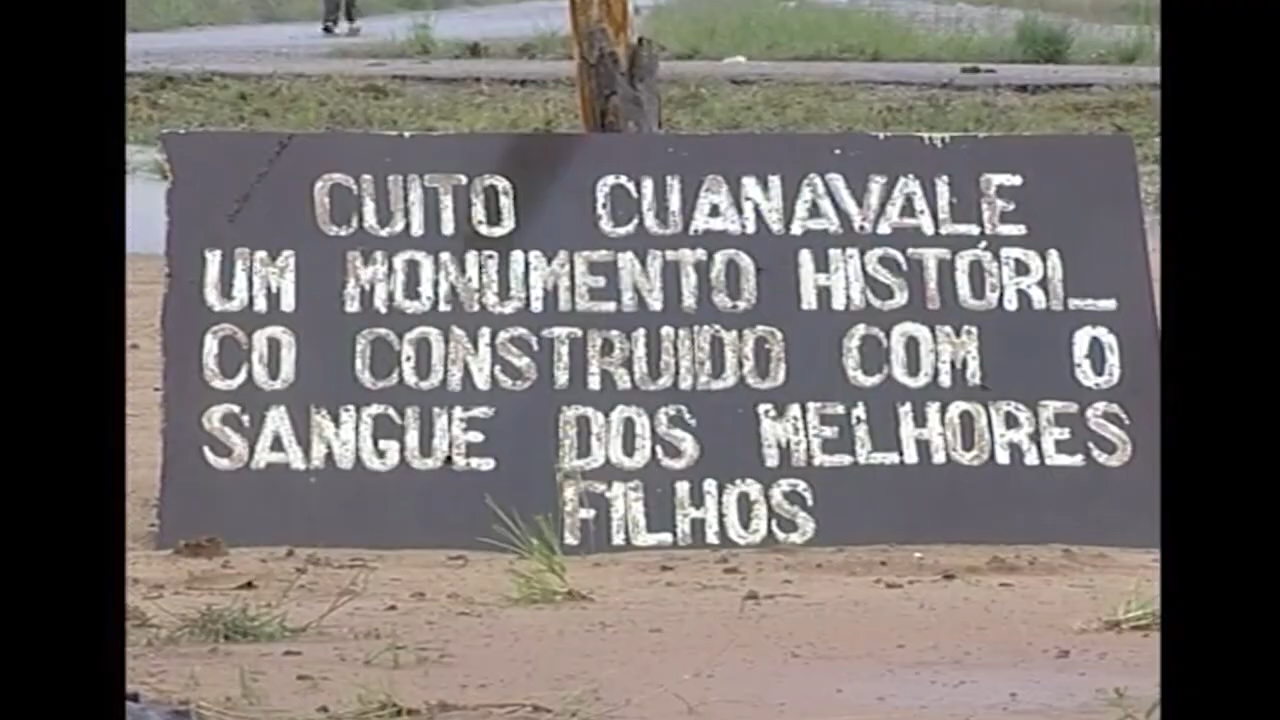 CUITO CUANAVALE
UM MONUMENTO HISTÓRI_
CO CONSTRUIDO COM O
SANGUE DOS MELHORES
FILHOS